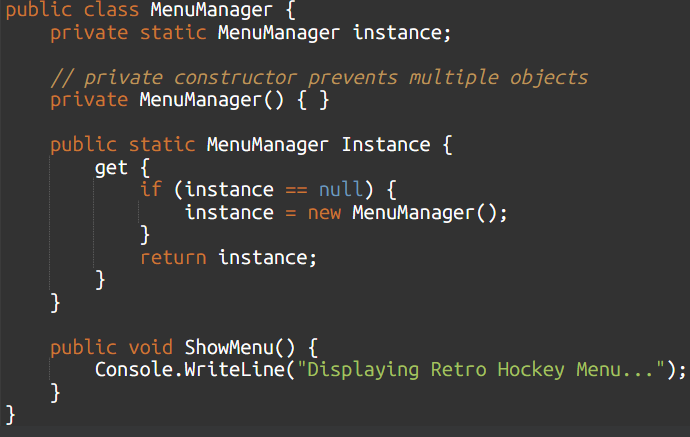 public class MenuManager {
    private static MenuManager instance;

    // private constructor prevents multiple objects
    private MenuManager() { }

    public static MenuManager Instance {
        get {
            if (instance == null) {
                instance = new MenuManager();
            }
            return instance;
        }
    }

    public void ShowMenu() {
        Console.WriteLine("Displaying Retro Hockey Menu...");
    }
}